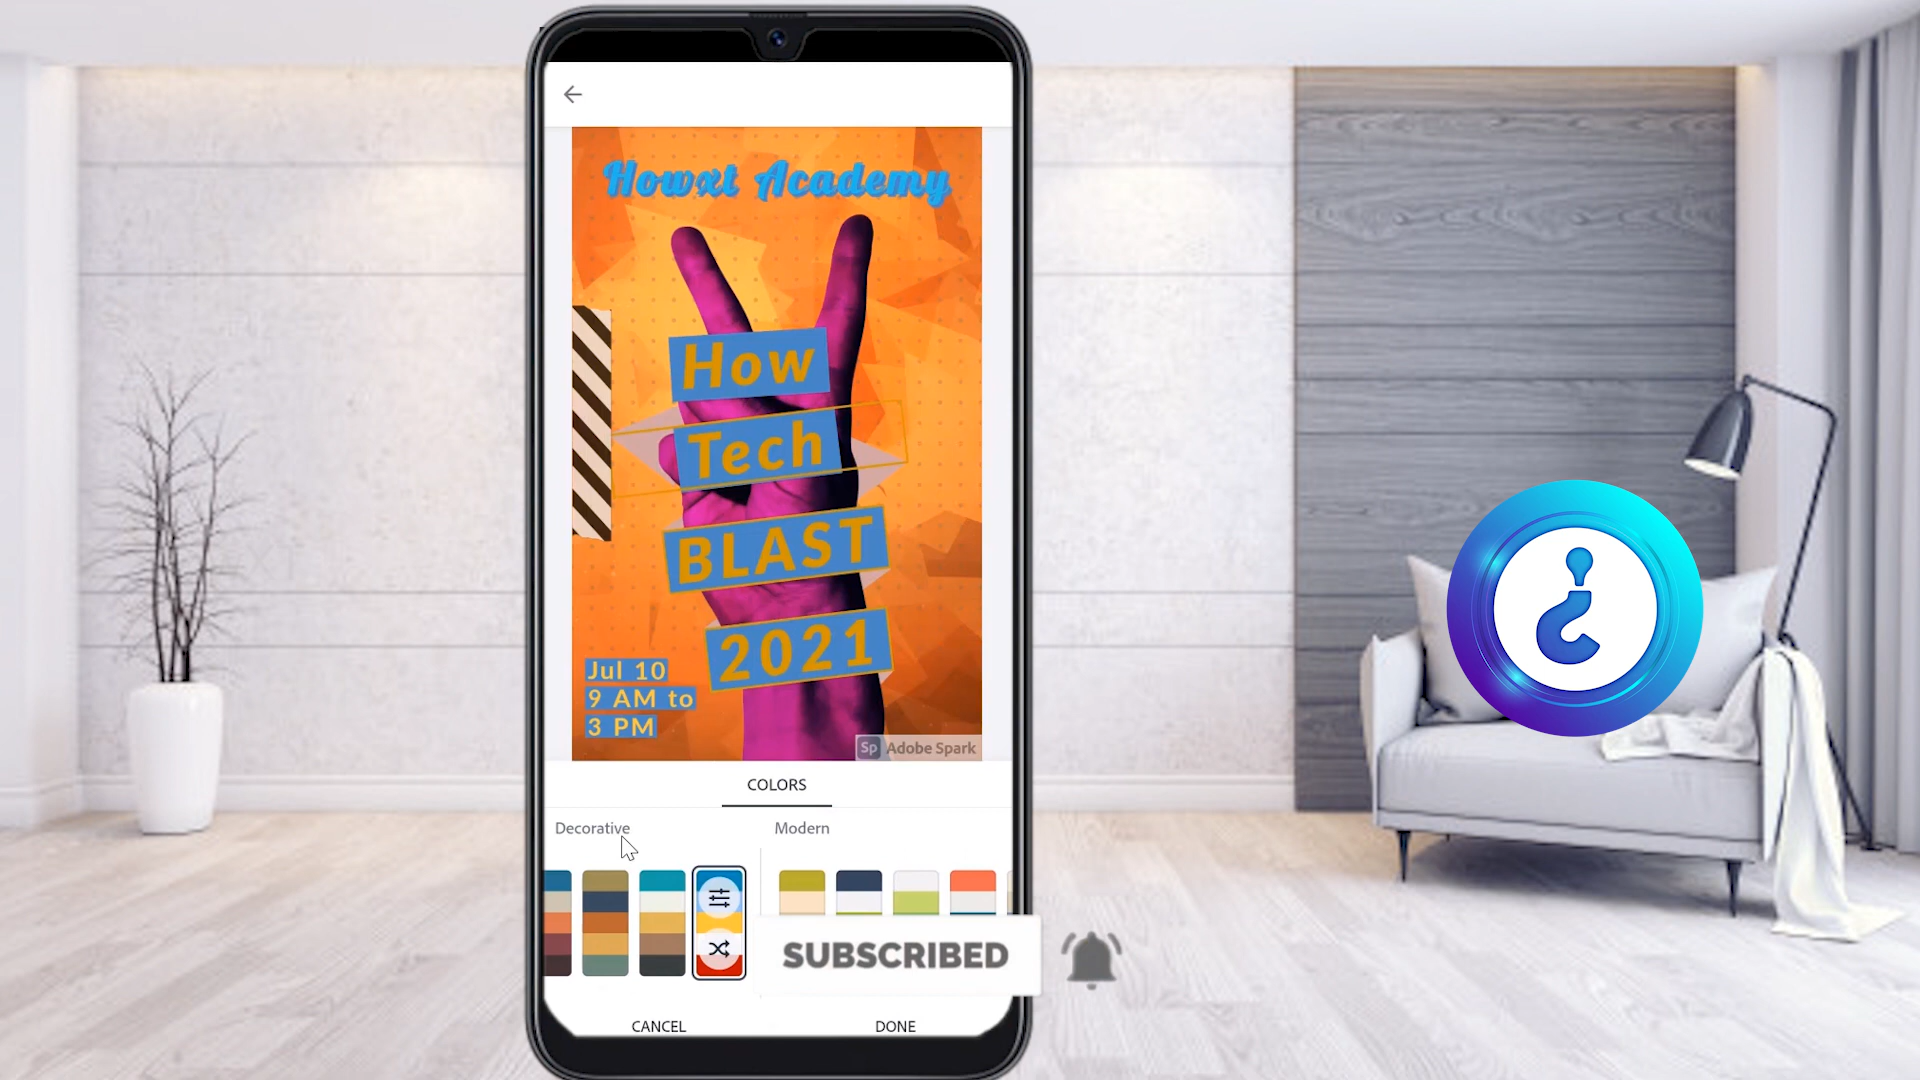 Howxt Academy
How
Tech
BLAST
2021
Jul 10
9 AM to
3 PM
Sp Adobe Spark
COLORS
Decorative Modern
SUBSCRIBED
CANCEL DONE